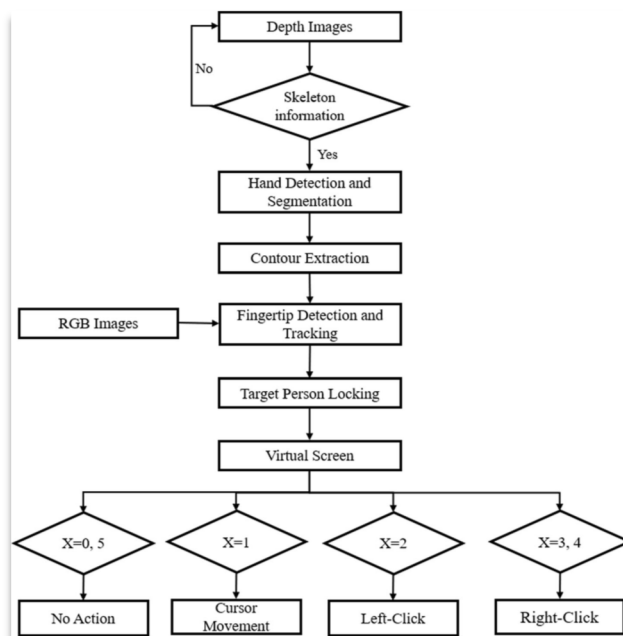 Depth Images
No
Skeleton
information
Yes
Hand Detection and
Segmentation
Contour Extraction
RGB Images
Fingertip Detection and
Tracking
Target Person Locking
Virtual Screen
X=0, 5
X=1
X=2
X=3, 4
No Action
Cursor
Movement
Left-Click
Right-Click